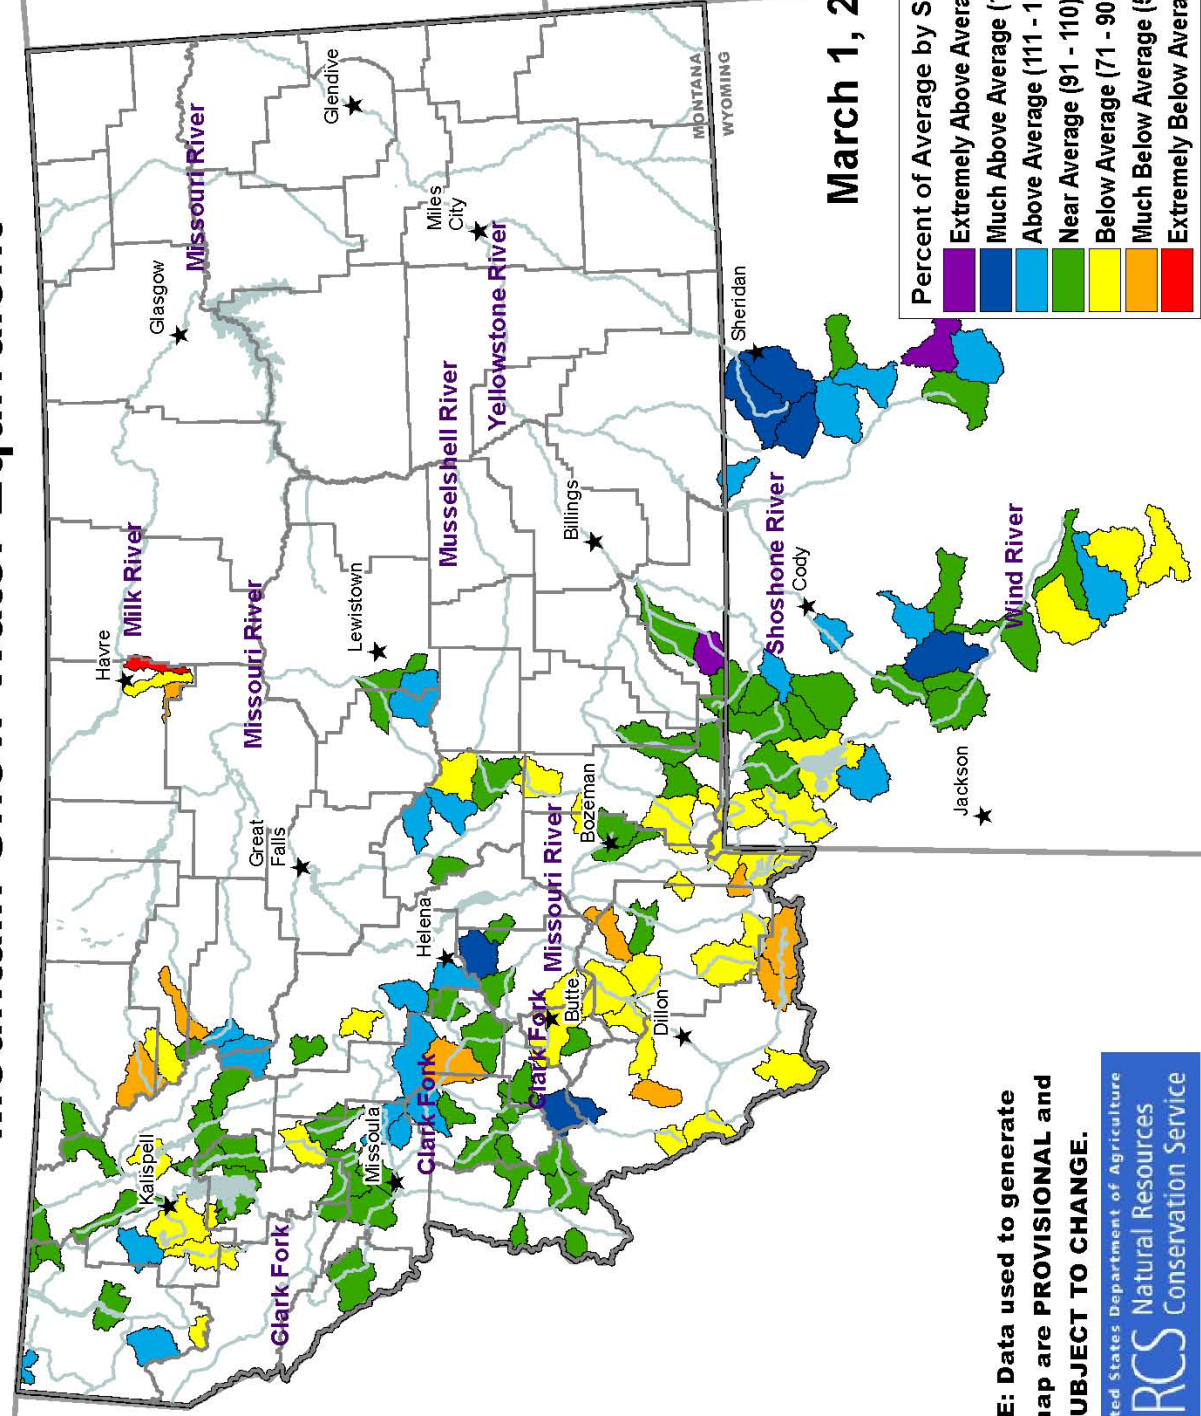 Glendive
Missouri River
Miles
City
Glasgow
MONTANA
WYOMING
Yellowstone River
Sheridan
Musselshell River
Milk River
Havre
Missouri River
Lewistown
Billings
Shoshone River
Cody
Wind River
Great
Falls
Bozeman
Missouri River
Jackson
Helena
Butte
Clark Fork
Dillon
Clark Fork
Missoula
Kalispell
Clark Fork
March 1, 2
Percent of Average by S
Extremely Above Avera
Much Above Average (
Above Average (111 - 1
Near Average (91 - 110)
Below Average (71 - 90
Much Below Average (5
Extremely Below Avera
E: Data used to generate
map are PROVISIONAL and
UBJECT TO CHANGE.
ted States Department of Agriculture
RCS Natural Resources
Conservation Service